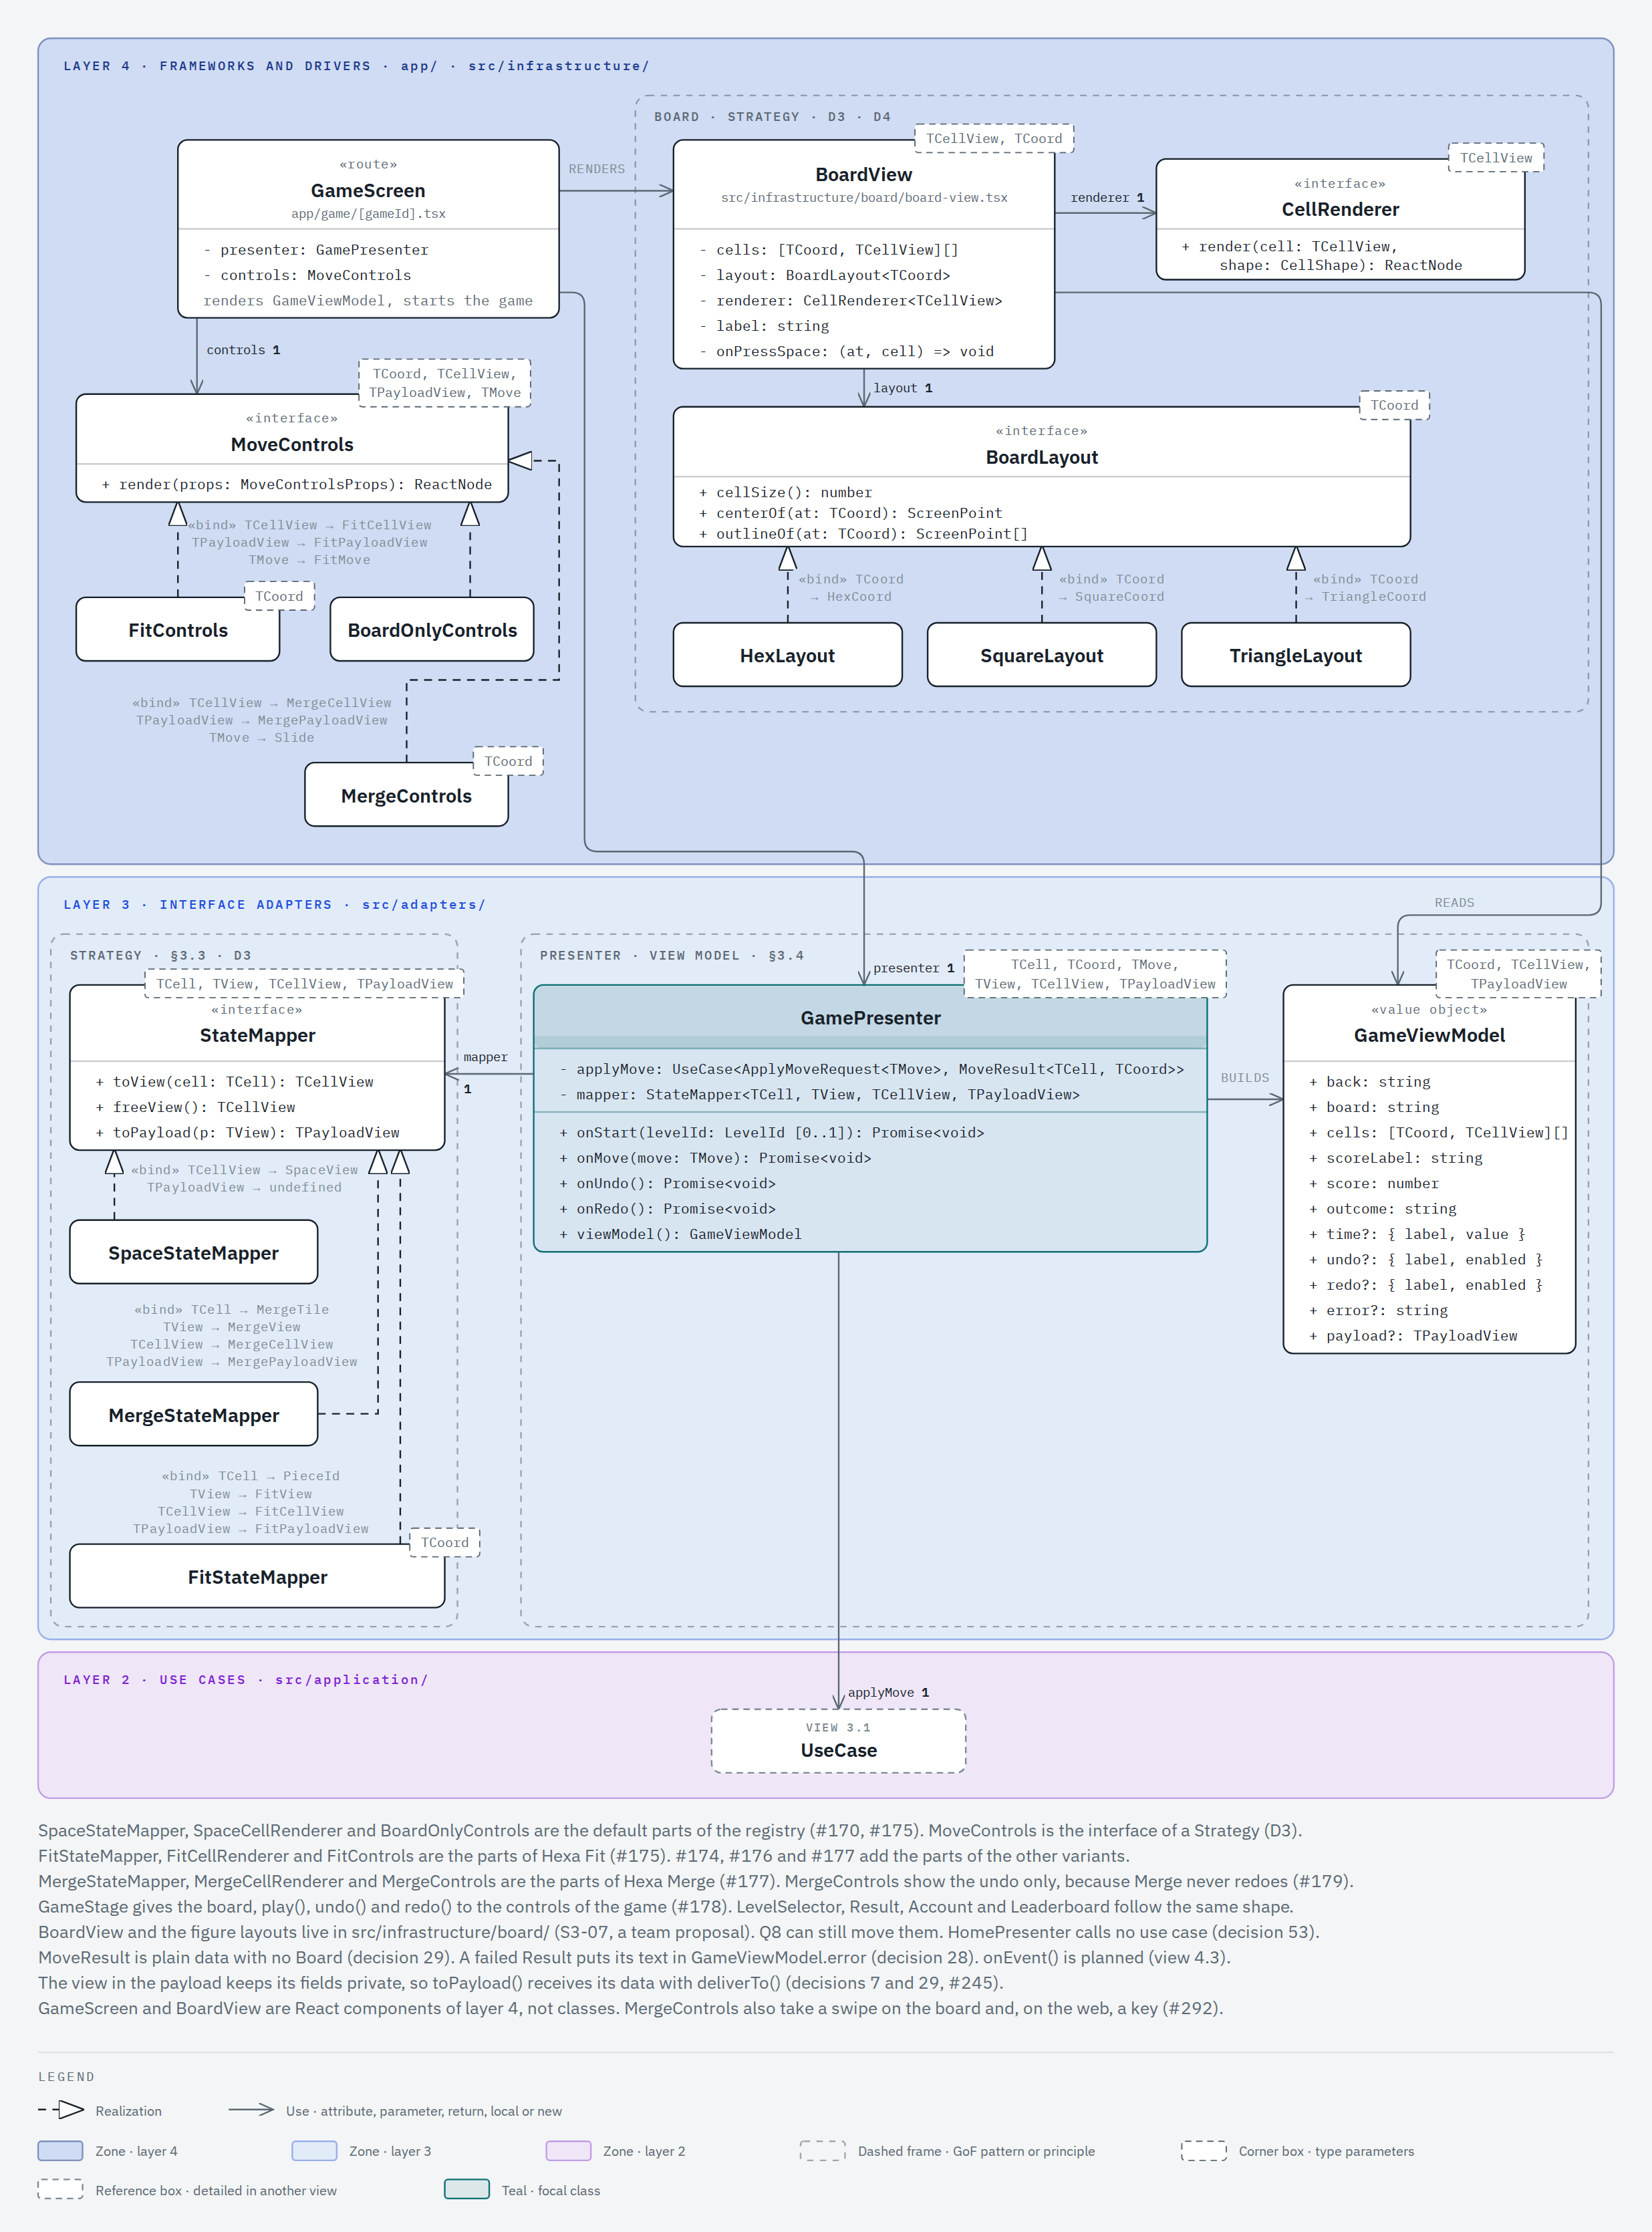 LAYER 4 · FRAMEWORKS AND DRIVERS · app/ · src/infrastructure/
BOARD · STRATEGY · D3 · D4
TCellView, TCoord
TCellView
«route»
GameScreen
app/game/[gameId].tsx
- presenter: GamePresenter
- controls: MoveControls
renders GameViewModel, starts the game
RENDERS
BoardView
src/infrastructure/board/board-view.tsx
- cells: [TCoord, TCellView][]
- layout: BoardLayout<TCoord>
- renderer: CellRenderer<TCellView>
- label: string
- onPressSpace: (at, cell) => void
renderer 1
«interface»
CellRenderer
+ render(cell: TCellView,
shape: CellShape): ReactNode
controls 1
TCoord, TCellView,
TPayloadView, TMove
layout 1
TCoord
«interface»
MoveControls
+ render(props: MoveControlsProps): ReactNode
«interface»
BoardLayout
+ cellSize(): number
+ centerOf(at: TCoord): ScreenPoint
+ outlineOf(at: TCoord): ScreenPoint[]
«bind» TCellView → FitCellView
TPayloadView → FitPayloadView
TMove → FitMove
TCoord
FitControls
BoardOnlyControls
«bind» TCoord
→ HexCoord
«bind» TCoord
→ SquareCoord
«bind» TCoord
→ TriangleCoord
HexLayout
SquareLayout
TriangleLayout
«bind» TCellView → MergeCellView
TPayloadView → MergePayloadView
TMove → Slide
TCoord
MergeControls
LAYER 3 · INTERFACE ADAPTERS · src/adapters/
READS
STRATEGY · §3.3 · D3
PRESENTER · VIEW MODEL · §3.4
TCell, TView, TCellView, TPayloadView
presenter 1
TCell, TCoord, TMove,
TView, TCellView, TPayloadView
TCoord, TCellView,
TPayloadView
«interface»
StateMapper
+ toView(cell: TCell): TCellView
+ freeView(): TCellView
+ toPayload(p: TView): TPayloadView
mapper
1
GamePresenter
- applyMove: UseCase<ApplyMoveRequest<TMove>, MoveResult<TCell, TCoord>>
- mapper: StateMapper<TCell, TView, TCellView, TPayloadView>
+ onStart(levelId: LevelId [0..1]): Promise<void>
+ onMove(move: TMove): Promise<void>
+ onUndo(): Promise<void>
+ onRedo(): Promise<void>
+ viewModel(): GameViewModel
BUILDS
«value object»
GameViewModel
+ back: string
+ board: string
+ cells: [TCoord, TCellView][]
+ scoreLabel: string
+ score: number
+ outcome: string
+ time?: { label, value }
+ undo?: { label, enabled }
+ redo?: { label, enabled }
+ error?: string
+ payload?: TPayloadView
«bind» TCellView → SpaceView
TPayloadView → undefined
SpaceStateMapper
«bind» TCell → MergeTile
TView → MergeView
TCellView → MergeCellView
TPayloadView → MergePayloadView
MergeStateMapper
«bind» TCell → PieceId
TView → FitView
TCellView → FitCellView
TPayloadView → FitPayloadView
TCoord
FitStateMapper
LAYER 2 · USE CASES · src/application/
applyMove 1
VIEW 3.1
UseCase
SpaceStateMapper, SpaceCellRenderer and BoardOnlyControls are the default parts of the registry (#170, #175). MoveControls is the interface of a Strategy (D3).
FitStateMapper, FitCellRenderer and FitControls are the parts of Hexa Fit (#175). #174, #176 and #177 add the parts of the other variants.
MergeStateMapper, MergeCellRenderer and MergeControls are the parts of Hexa Merge (#177). MergeControls show the undo only, because Merge never redoes (#179).
GameStage gives the board, play(), undo() and redo() to the controls of the game (#178). LevelSelector, Result, Account and Leaderboard follow the same shape.
BoardView and the figure layouts live in src/infrastructure/board/ (S3-07, a team proposal). Q8 can still move them. HomePresenter calls no use case (decision 53).
MoveResult is plain data with no Board (decision 29). A failed Result puts its text in GameViewModel.error (decision 28). onEvent() is planned (view 4.3).
The view in the payload keeps its fields private, so toPayload() receives its data with deliverTo() (decisions 7 and 29, #245).
GameScreen and BoardView are React components of layer 4, not classes. MergeControls also take a swipe on the board and, on the web, a key (#292).
LEGEND
Realization
Use · attribute, parameter, return, local or new
Zone · layer 4
Zone · layer 3
Zone · layer 2
Dashed frame · GoF pattern or principle
Corner box · type parameters
Reference box · detailed in another view
Teal · focal class